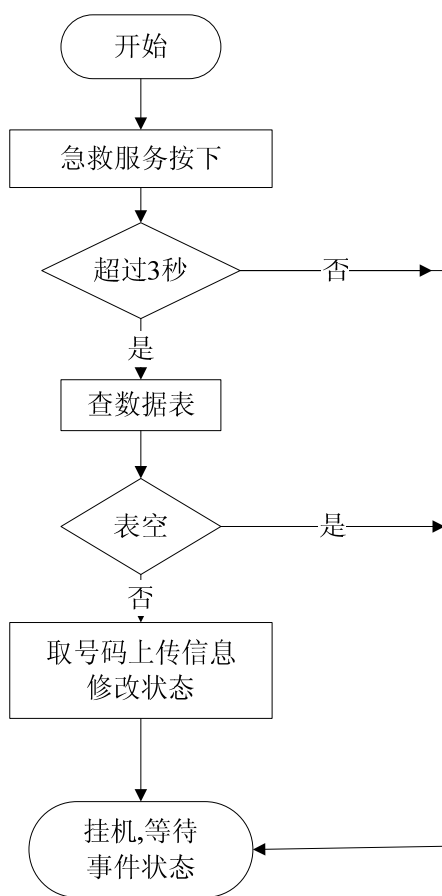 开始
急救服务按下
超过3秒
否
是
查数据表
表空
是
否
取号码上传信息
修改状态
挂机,等待
事件状态